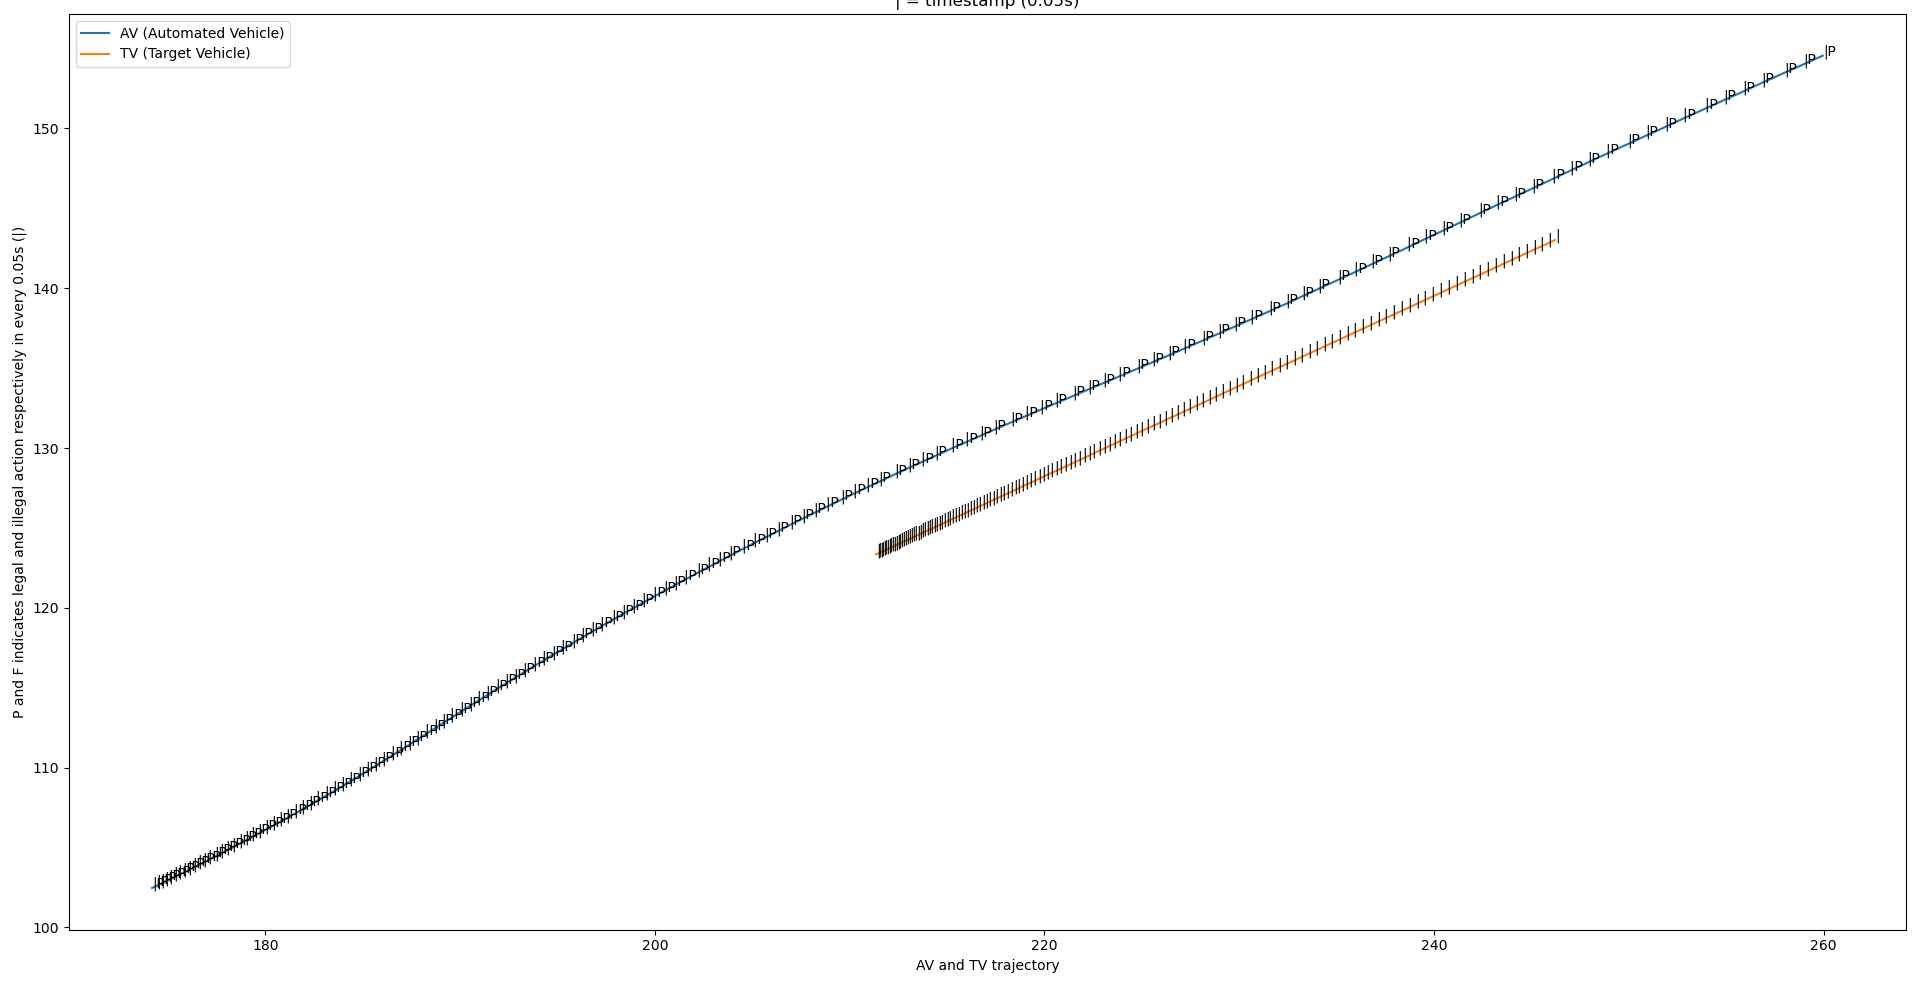 | = timestamp (0.05s)
AV (Automated Vehicle)
TV (Target Vehicle)
P and F indicates legal and illegal action respectively in every 0.05s (|)
150
140
130
120
110
100
180
200
220
240
260
AV and TV trajectory